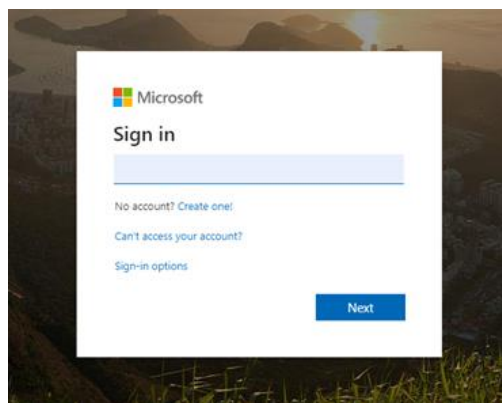 Microsoft
Sign in
No account? Create one!
Can't access your account?
Sign-in options
Next